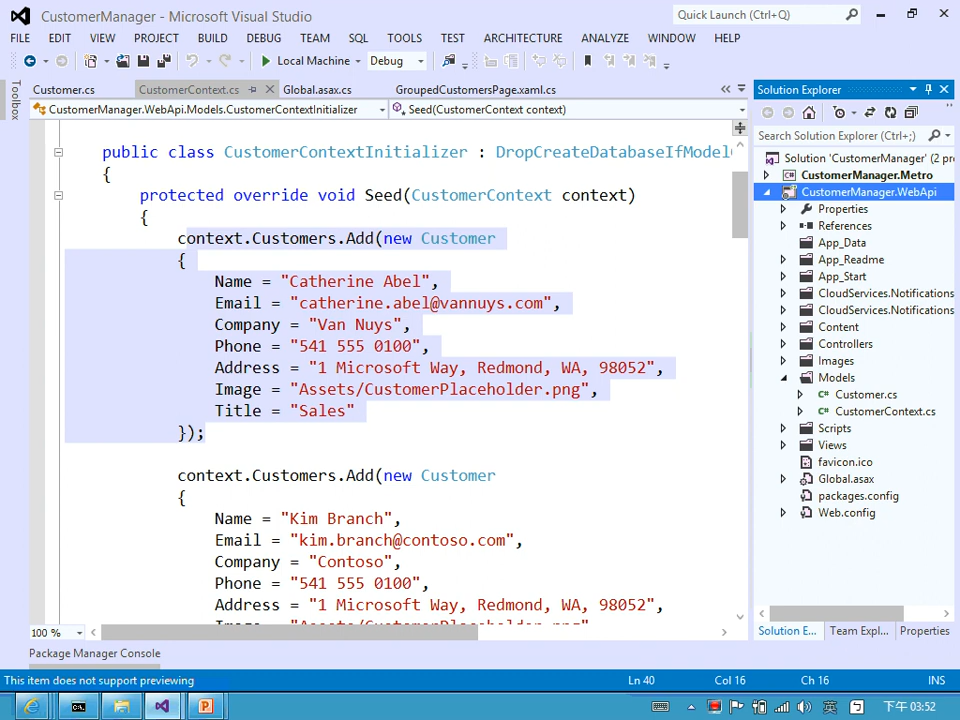 CustomerManager - Microsoft Visual Studio
Quick Launch (Ctrl+Q)
FILE EDIT VIEW PROJECT BUILD DEBUG TEAM SQL TOOLS TEST ARCHITECTURE ANALYZE WINDOW HELP
Local Machine Debug
Toolbox
Customer.cs CustomerContext.cs Global.asax.cs GroupedCustomersPage.xaml.cs
CustomerManager.WebApi.Models.CustomerContextInitializer Seed(CustomerContext context)
public class CustomerContextInitializer : DropCreateDatabaseIfModel
{
protected override void Seed(CustomerContext context)
{
context.Customers.Add(new Customer
{
Name = "Catherine Abel",
Email = "catherine.abel@vannuys.com",
Company = "Van Nuys",
Phone = "541 555 0100",
Address = "1 Microsoft Way, Redmond, WA, 98052",
Image = "Assets/CustomerPlaceholder.png",
Title = "Sales"
});
context.Customers.Add(new Customer
{
Name = "Kim Branch",
Email = "kim.branch@contoso.com",
Company = "Contoso",
Phone = "541 555 0100",
Address = "1 Microsoft Way, Redmond, WA, 98052",
Image = "Assets/CustomerPlaceholder.png"
100 %
Package Manager Console
Solution Explorer
Search Solution Explorer (Ctrl+;)
Solution 'CustomerManager' (2 pr
CustomerManager.Metro
CustomerManager.WebApi
Properties
References
App_Data
App_Readme
App_Start
CloudServices.Notifications
CloudServices.Notifications
Content
Controllers
Images
Models
Customer.cs
CustomerContext.cs
Scripts
Views
favicon.ico
Global.asax
packages.config
Web.config
Solution E... Team Expl... Properties
This item does not support previewing Ln 40 Col 16 Ch 16 INS
英 下午 03:52